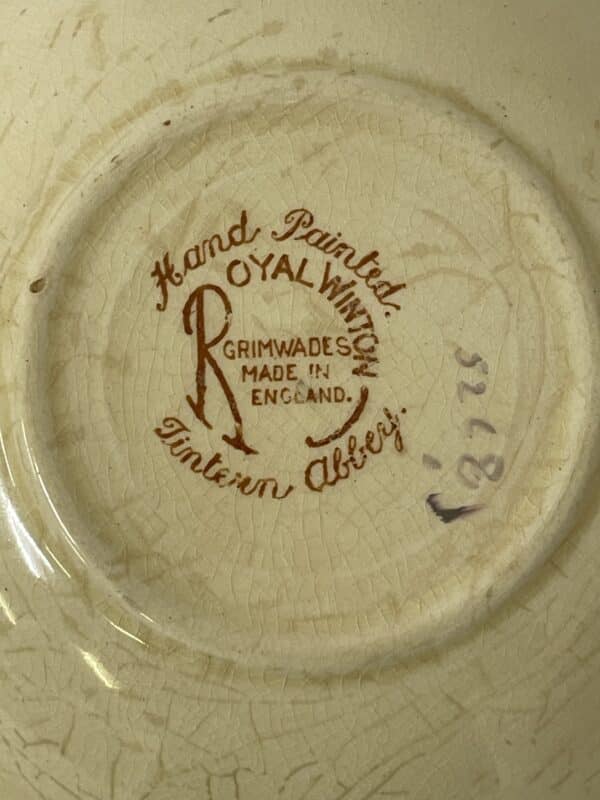 Hand Painted.
ROYAL WINTON
GRIMWADES
MADE IN
ENGLAND.
Tintern Abbey.